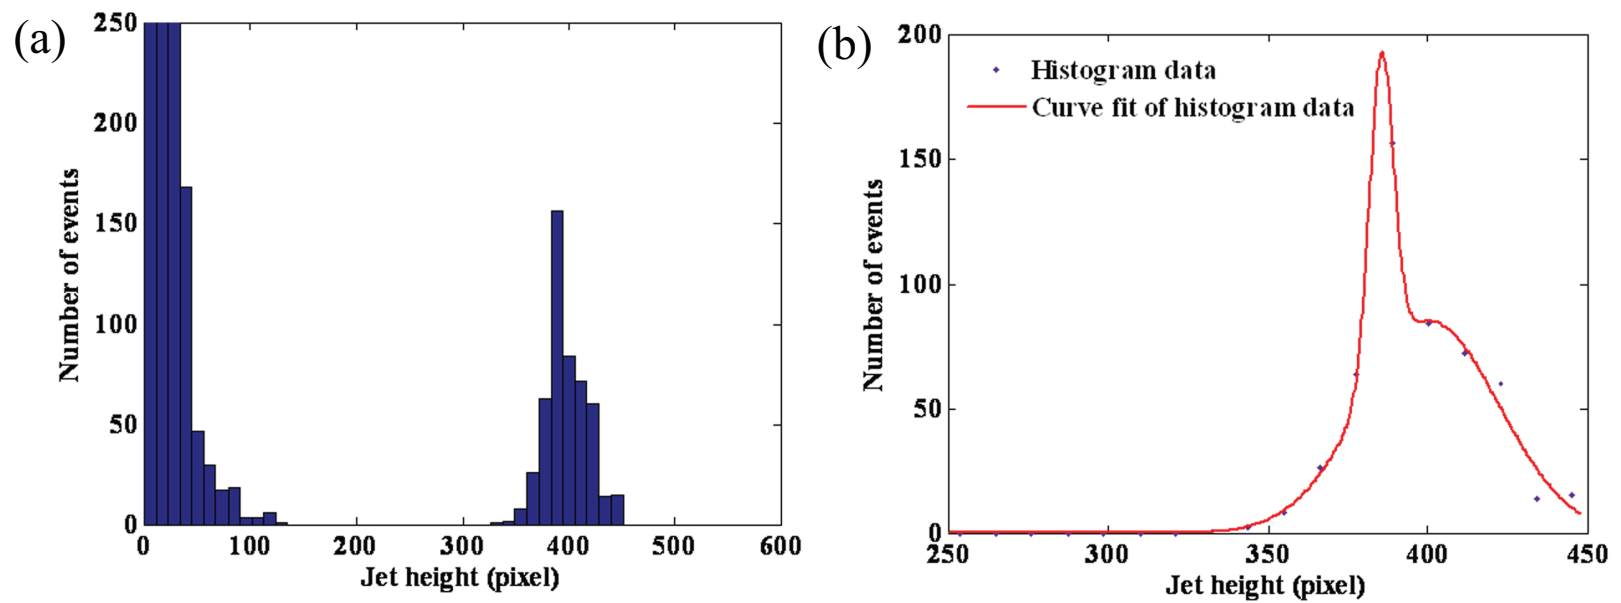 (a)
250
200
150
100
50
0
Number of events
0 100 200 300 400 500 600
Jet height (pixel)
(b)
200
150
100
50
0
Number of events
Histogram data
Curve fit of histogram data
250 300 350 400 450
Jet height (pixel)